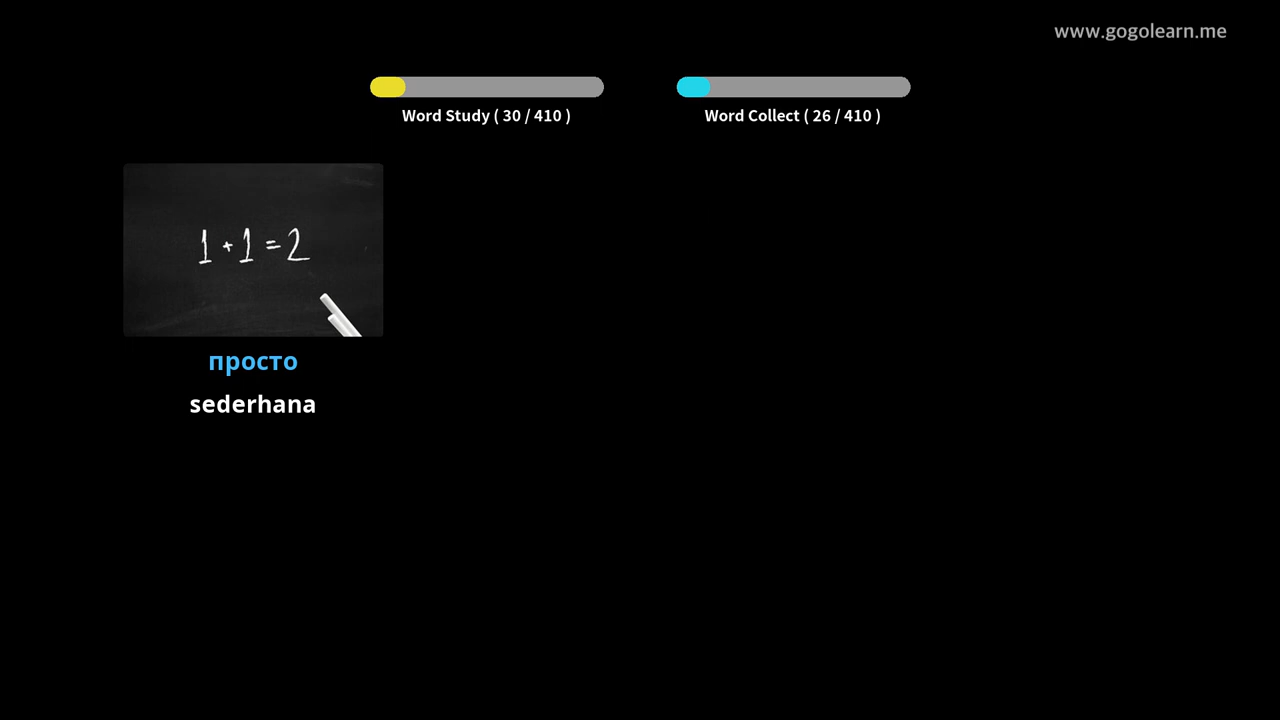 www.gogolearn.me
Word Study ( 30 / 410 )
Word Collect ( 26 / 410 )
1 + 1 = 2
просто
sederhana